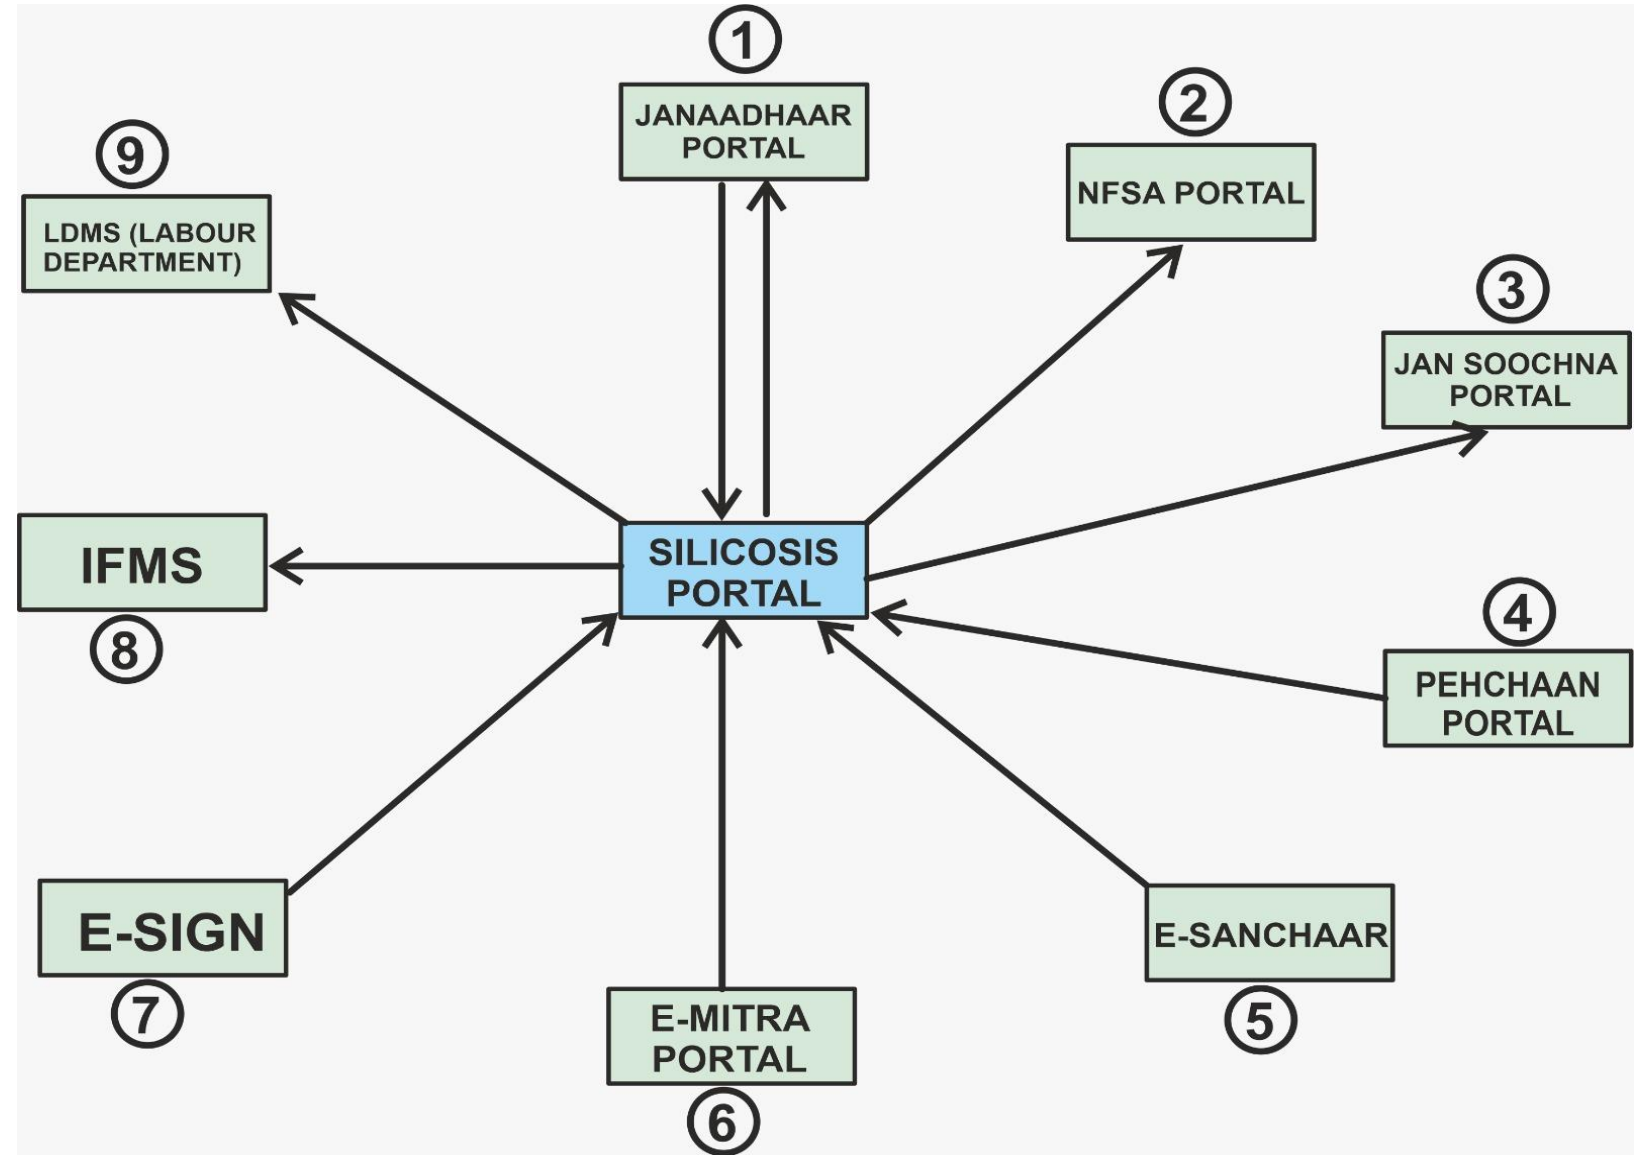 1
JANAADHAAR
PORTAL
2
NFSA PORTAL
3
JAN SOOCHNA
PORTAL
4
PEHCHAAN
PORTAL
5
E-SANCHAAR
6
E-MITRA
PORTAL
7
E-SIGN
8
IFMS
9
LDMS (LABOUR
DEPARTMENT)
SILICOSIS
PORTAL